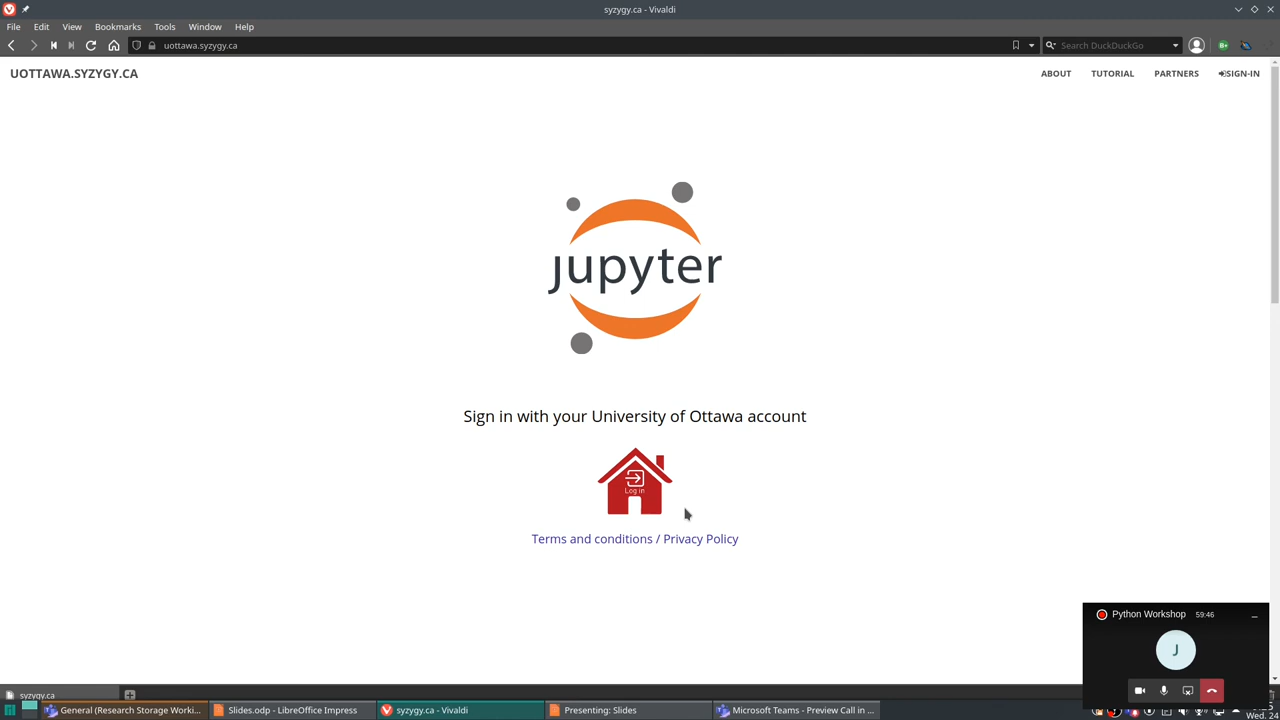 syzygy.ca - Vivaldi
File Edit View Bookmarks Tools Window Help
uottawa.syzygy.ca Search DuckDuckGo
UOTTAWA.SYZYGY.CA ABOUT TUTORIAL PARTNERS SIGN-IN
jupyter
Sign in with your University of Ottawa account
Log in
Terms and conditions / Privacy Policy
Python Workshop 59:46
J
syzygy.ca
General (Research Storage Worki... Slides.odp - LibreOffice Impress syzygy.ca - Vivaldi Presenting: Slides Microsoft Teams - Preview Call in ...
Wed. 24